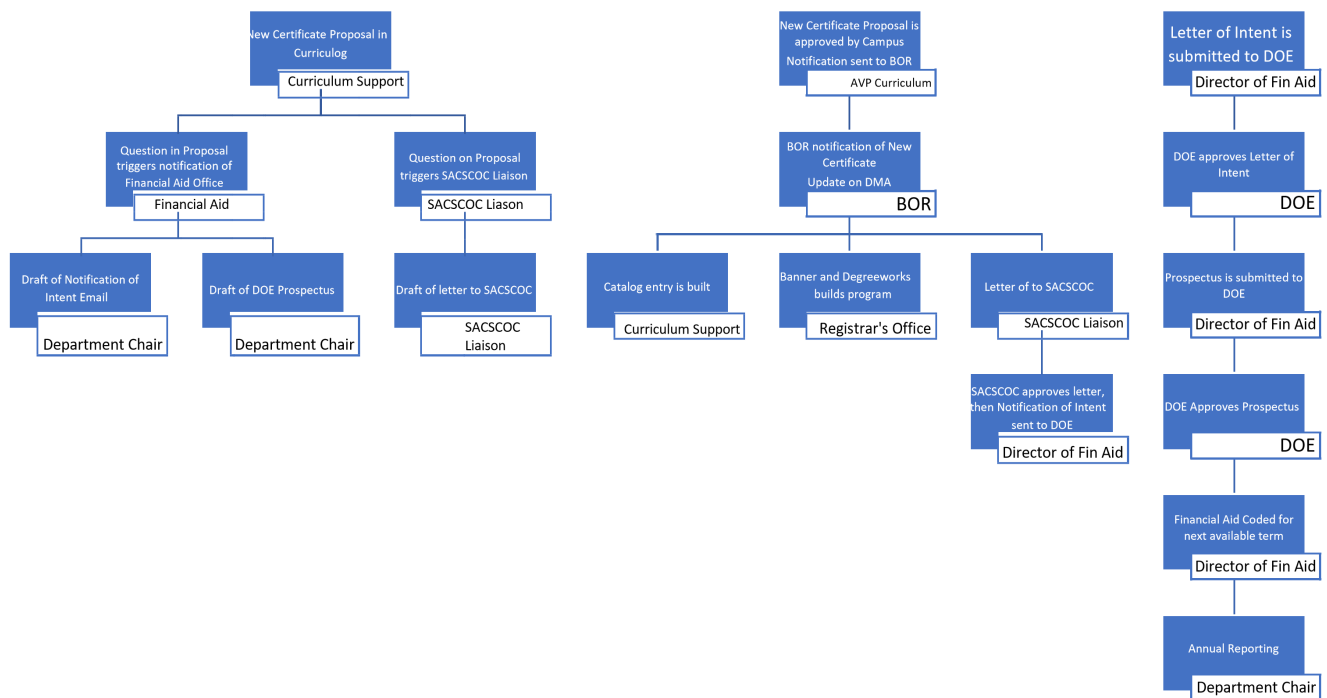 New Certificate Proposal in
Curriculog
Curriculum Support
Question in Proposal
triggers notification of
Financial Aid Office
Financial Aid
Question on Proposal
triggers SACSCOC Liaison
SACSCOC Liason
Draft of Notification of
Intent Email
Department Chair
Draft of DOE Prospectus
Department Chair
Draft of letter to SACSCOC
SACSCOC
Liaison
New Certificate Proposal is
approved by Campus
Notification sent to BOR
AVP Curriculum
BOR notification of New
Certificate
Update on DMA
BOR
Catalog entry is built
Curriculum Support
Banner and Degreeworks
builds program
Registrar's Office
Letter of to SACSCOC
SACSCOC Liaison
SACSCOC approves letter,
then Notification of Intent
sent to DOE
Director of Fin Aid
Letter of Intent is
submitted to DOE
Director of Fin Aid
DOE approves Letter of
Intent
DOE
Prospectus is submitted to
DOE
Director of Fin Aid
DOE Approves Prospectus
DOE
Financial Aid Coded for
next available term
Director of Fin Aid
Annual Reporting
Department Chair